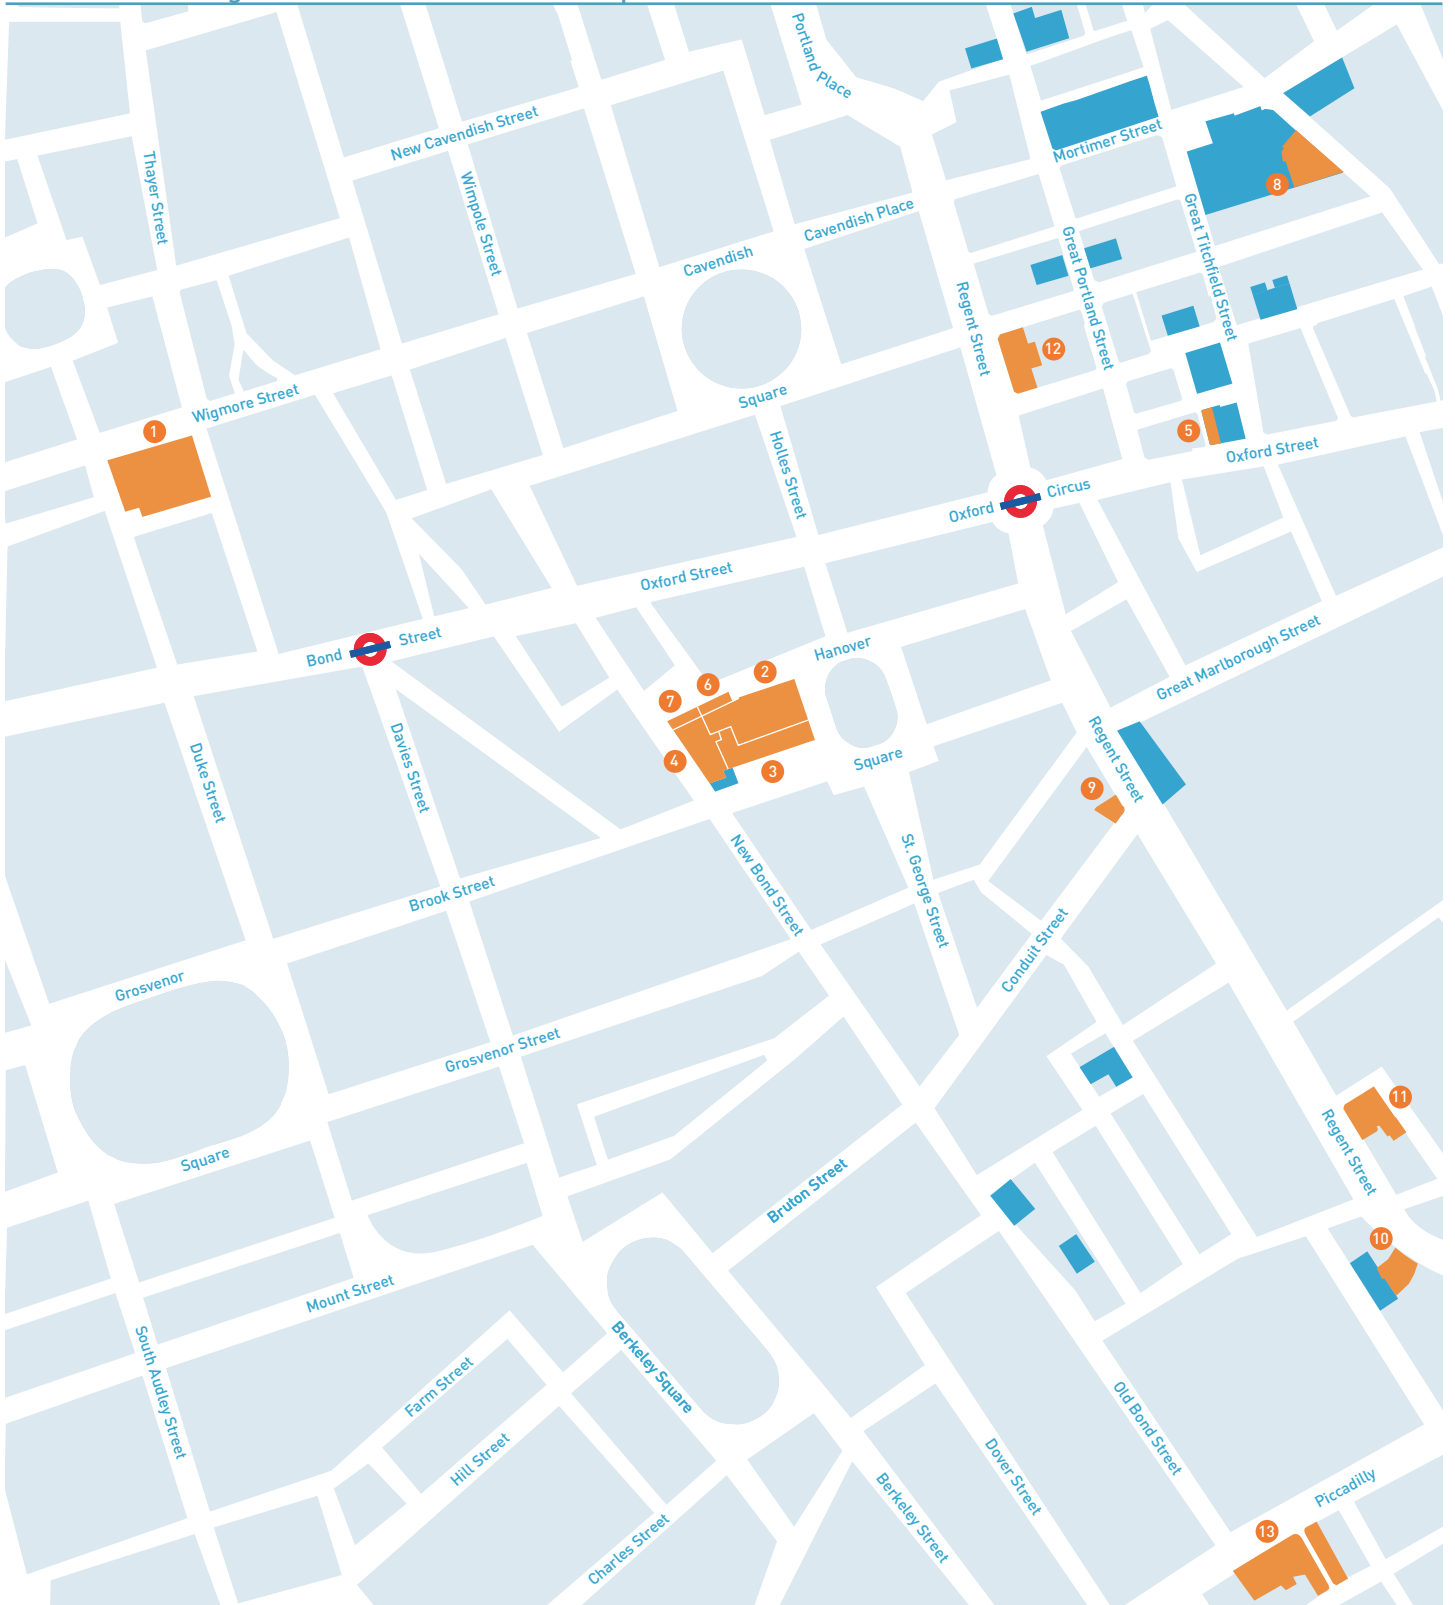 Portland Place
New Cavendish Street
Mortimer Street
Thayer Street
Wimpole Street
8
Great Titchfield Street
Cavendish Place
Cavendish
Great Portland Street
Regent Street
12
Square
Wigmore Street
1
5
Holles Street
Oxford Street
Oxford
Circus
Oxford Street
Bond
Street
Hanover
Great Marlborough Street
2
6
7
4
3
Square
Duke Street
Davies Street
Regent Street
9
New Bond Street
St. George Street
Brook Street
Conduit Street
Grosvenor
Grosvenor Street
11
Regent Street
Square
Bruton Street
10
Mount Street
South Audley Street
Berkeley Square
Farm Street
Hill Street
Old Bond Street
Dover Street
Berkeley Street
Piccadilly
Charles Street
13